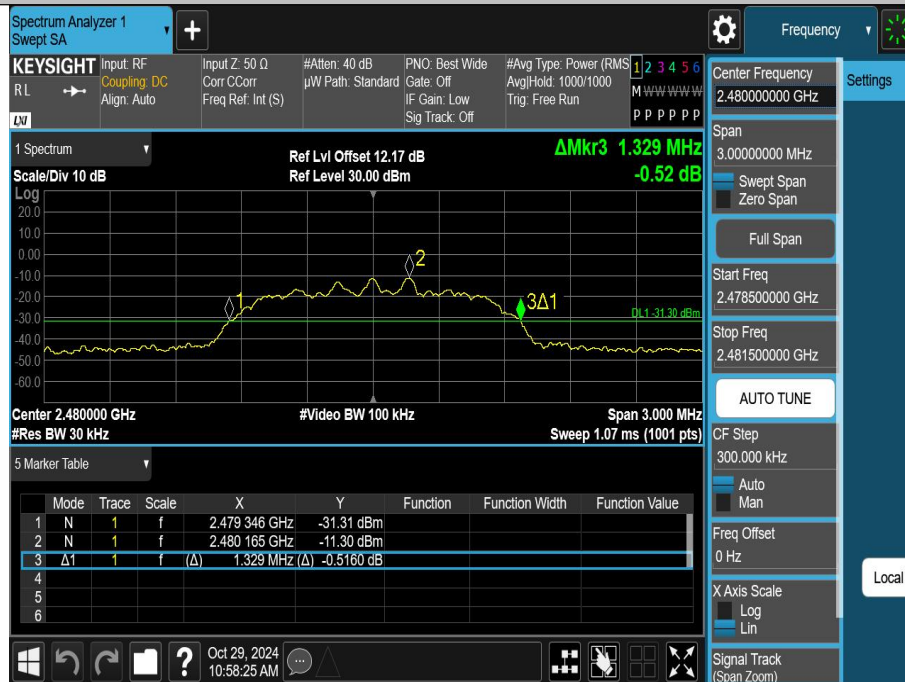 Spectrum Analyzer 1
Swept SA
Frequency
KEYSIGHT
RL
LXI
Input: RF
Coupling: DC
Align: Auto
Input Z: 50 Ω
Corr CCorr
Freq Ref: Int (S)
#Atten: 40 dB
µW Path: Standard
PNO: Best Wide
Gate: Off
IF Gain: Low
Sig Track: Off
#Avg Type: Power (RMS
Avg|Hold: 1000/1000
Trig: Free Run
1 2 3 4 5 6
M W W W W W
P P P P P P
1 Spectrum
Scale/Div 10 dB
Ref Lvl Offset 12.17 dB
Ref Level 30.00 dBm
ΔMkr3 1.329 MHz
-0.52 dB
Log
20.0
10.0
0.00
-10.0
-20.0
-30.0
-40.0
-50.0
-60.0
1
2
3Δ1
DL1 -31.30 dBm
Center 2.480000 GHz
#Video BW 100 kHz
Span 3.000 MHz
#Res BW 30 kHz
Sweep 1.07 ms (1001 pts)
5 Marker Table
Mode Trace Scale X Y Function Function Width Function Value
1 N 1 f 2.479 346 GHz -31.31 dBm
2 N 1 f 2.480 165 GHz -11.30 dBm
3 Δ1 1 f (Δ) 1.329 MHz (Δ) -0.5160 dB
4
5
6
?
Oct 29, 2024
10:58:25 AM
Center Frequency
2.480000000 GHz
Settings
Span
3.00000000 MHz
Swept Span
Zero Span
Full Span
Start Freq
2.478500000 GHz
Stop Freq
2.481500000 GHz
AUTO TUNE
CF Step
300.000 kHz
Auto
Man
Freq Offset
0 Hz
Local
X Axis Scale
Log
Lin
Signal Track
(Span Zoom)